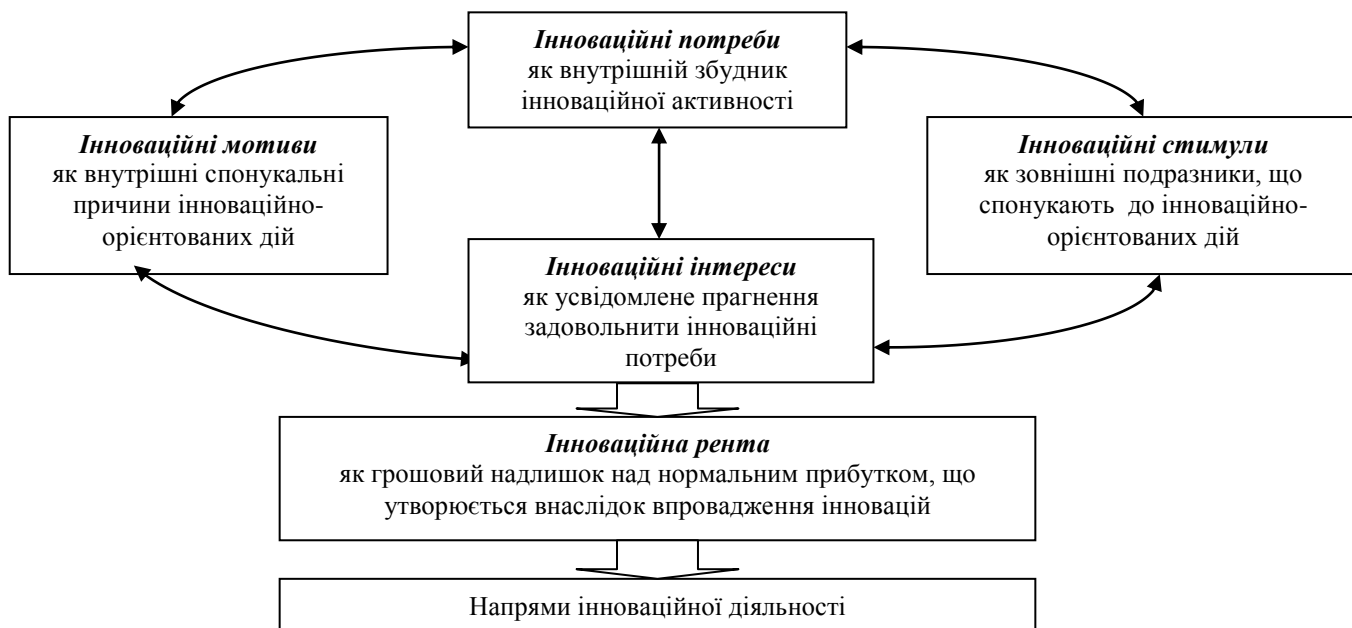 Інноваційні потреби
як внутрішній збудник
інноваційної активності
Інноваційні мотиви
як внутрішні спонукальні
причини інноваційно-
орієнтованих дій
Інноваційні стимули
як зовнішні подразники, що
спонукають  до інноваційно-
орієнтованих дій
Інноваційні інтереси
як усвідомлене прагнення
задовольнити інноваційні
потреби
Інноваційна рента
як грошовий надлишок над нормальним прибутком, що
утворюється внаслідок впровадження інновацій
Напрями інноваційної діяльності